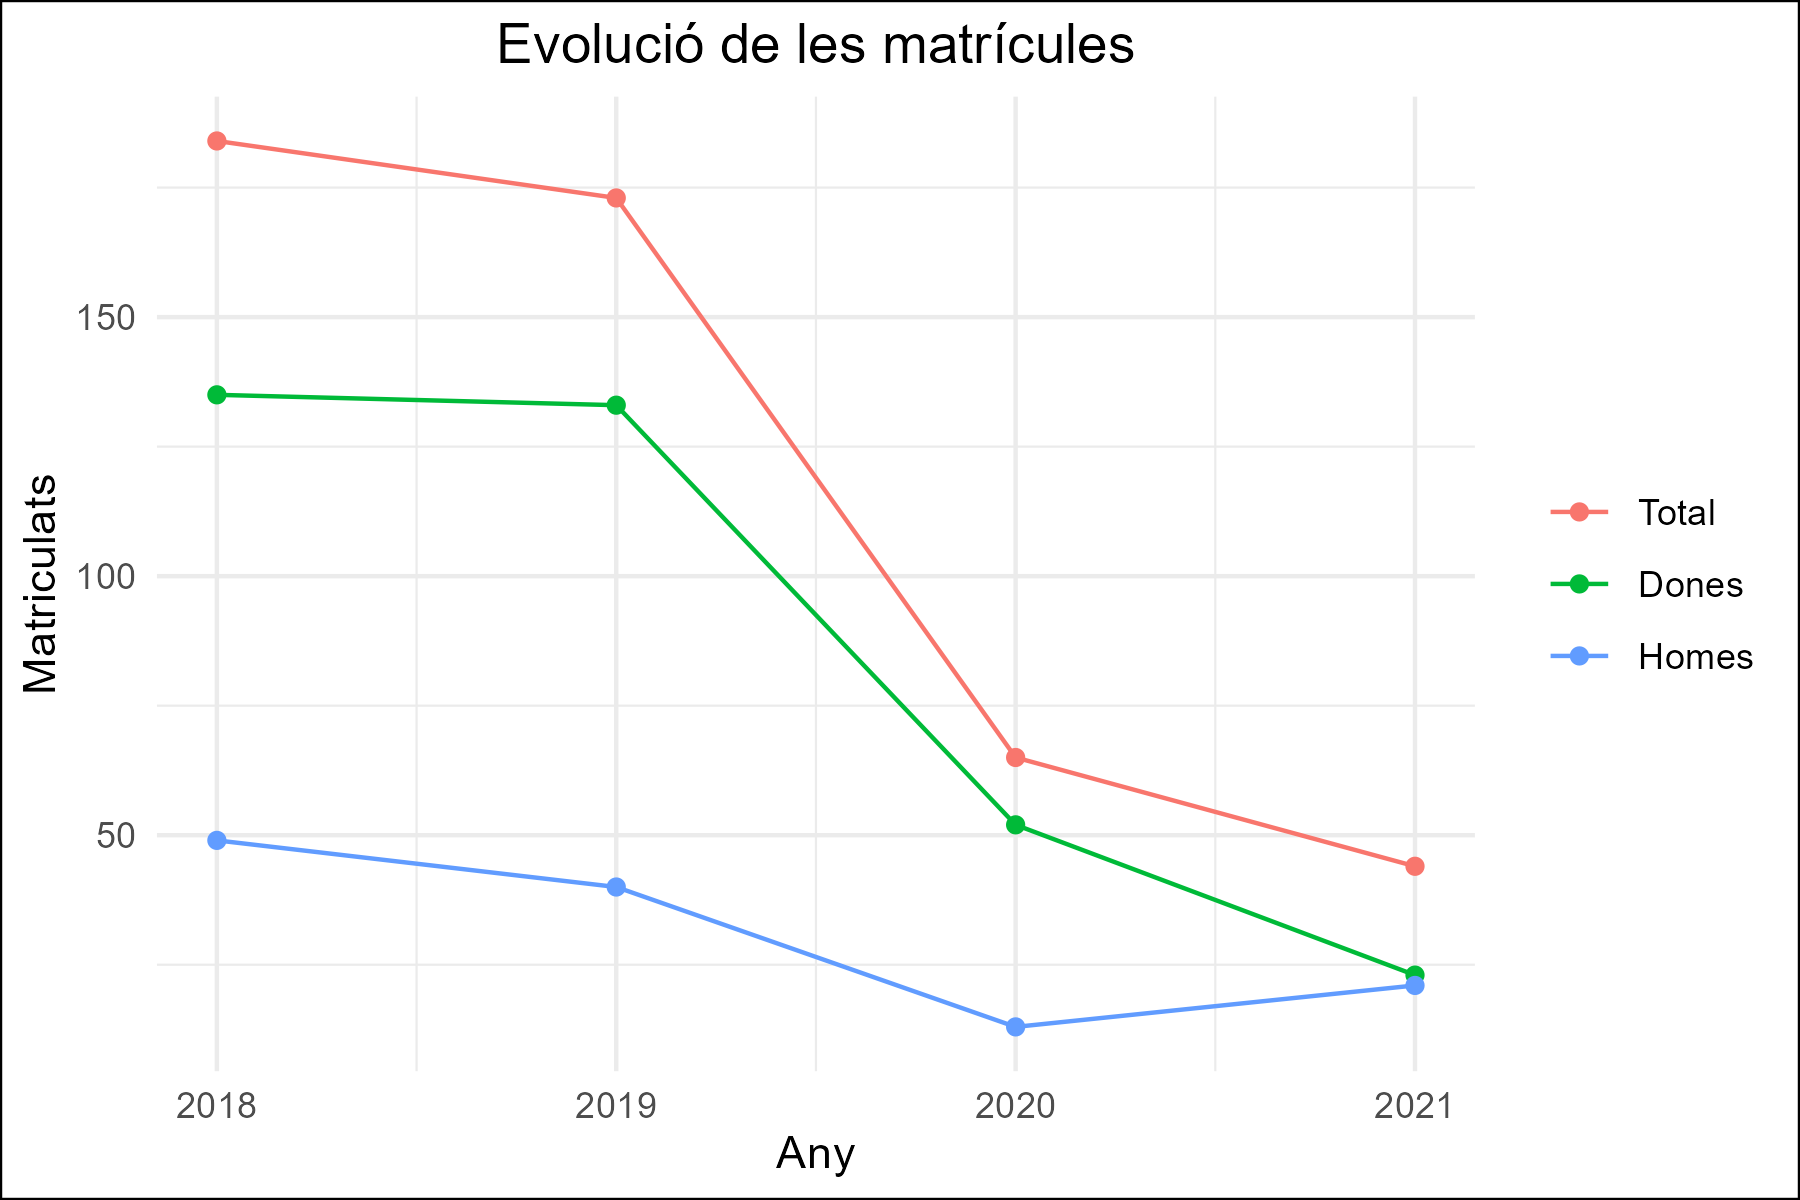 Evolució de les matrícules
Matriculats
150
100
50
2018
2019
2020
2021
Any
Total
Dones
Homes